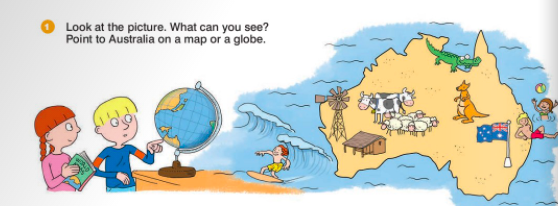 1 Look at the picture. What can you see?
Point to Australia on a map or a globe.